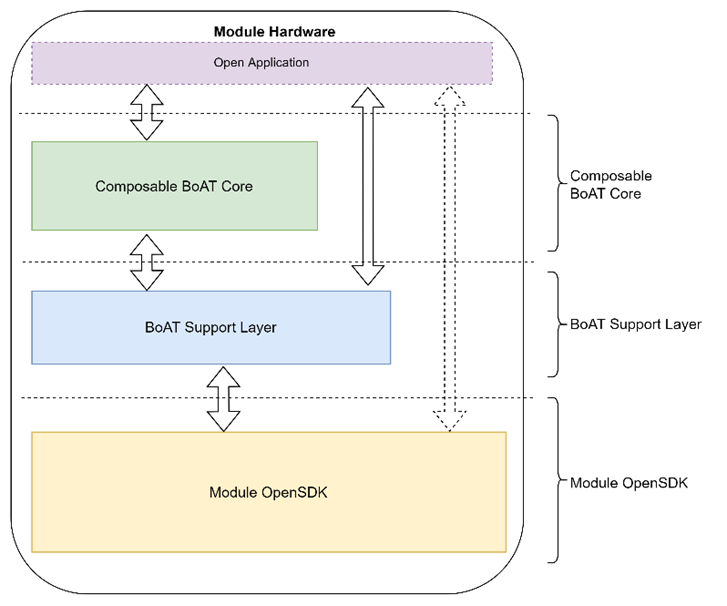 Module Hardware
Open Application
Composable BoAT Core
Composable
BoAT Core
BoAT Support Layer
BoAT Support Layer
Module OpenSDK
Module OpenSDK